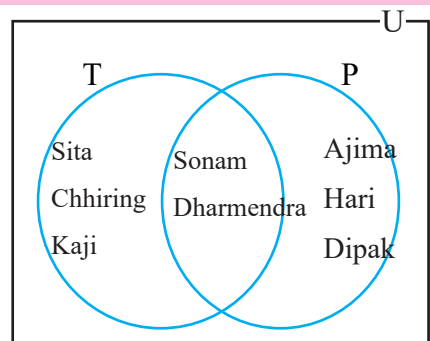 U
T
P
Sita
Chhiring
Kaji
Sonam
Dharmendra
Ajima
Hari
Dipak